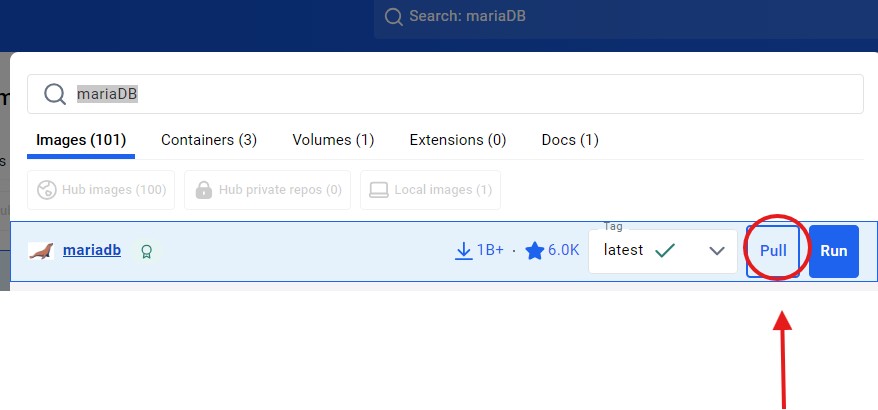 Search: mariaDB
mariaDB
Images (101) Containers (3) Volumes (1) Extensions (0) Docs (1)
Hub images (100) Hub private repos (0) Local images (1)
Tag
mariadb 1B+ · 6.0K latest Pull Run